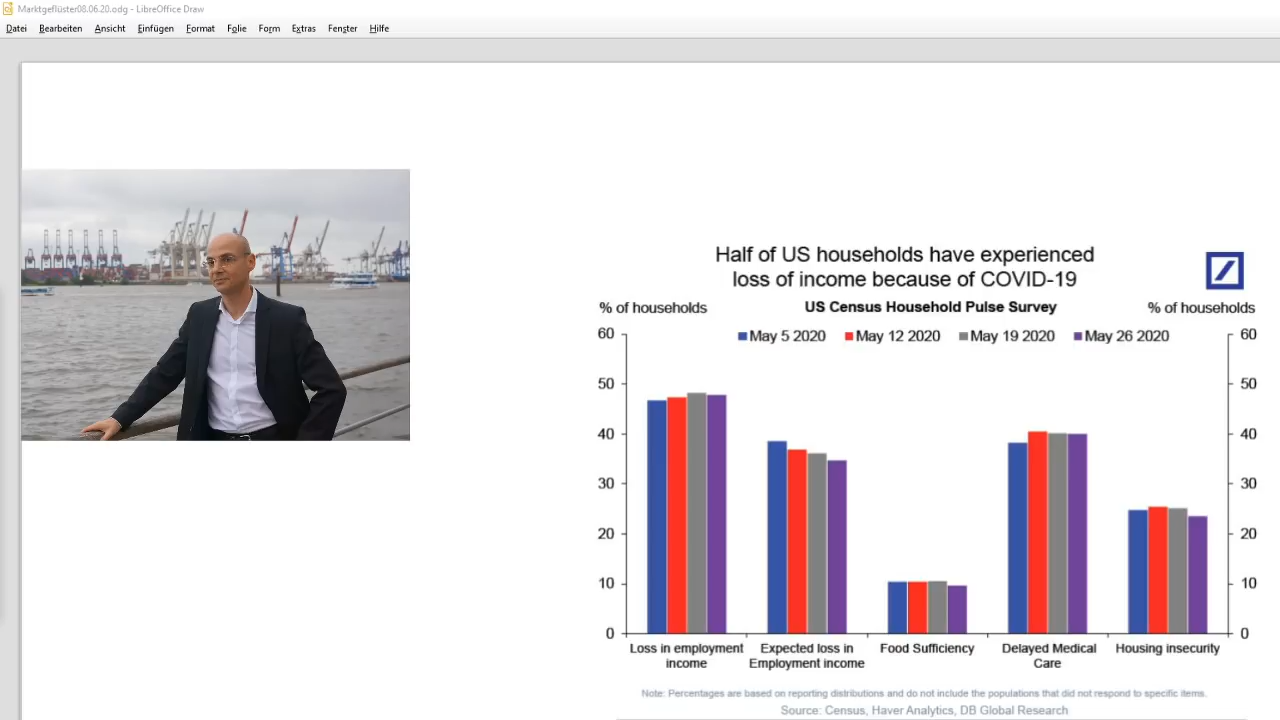 Marktgeflüster08.06.20.odg - LibreOffice Draw
Datei Bearbeiten Ansicht Einfügen Format Folie Form Extras Fenster Hilfe
Half of US households have experienced
loss of income because of COVID-19
% of households US Census Household Pulse Survey % of households
May 5 2020 May 12 2020 May 19 2020 May 26 2020
60 60
50 50
40 40
30 30
20 20
10 10
0 0
Loss in employment income
Expected loss in Employment income
Food Sufficiency
Delayed Medical Care
Housing insecurity
Note: Percentages are based on reporting distributions and do not include the populations that did not respond to specific items.
Source: Census, Haver Analytics, DB Global Research